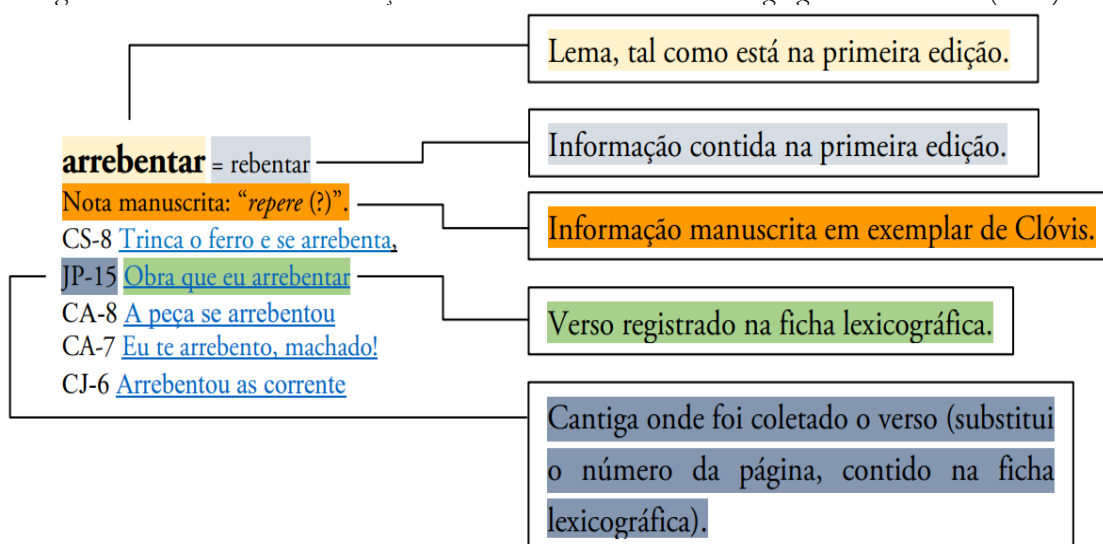 Lema, tal como está na primeira edição.
Informação contida na primeira edição.
arrebentar = rebentar
Nota manuscrita: “repere (?)”.
Informação manuscrita em exemplar de Clóvis.
CS-8 Trinca o ferro e se arrebenta,
JP-15 Obra que eu arrebentar
CA-8 A peça se arrebentou
Verso registrado na ficha lexicográfica.
CA-7 Eu te arrebento, machado!
CJ-6 Arrebentou as corrente
Cantiga onde foi coletado o verso (substitui
o número da página, contido na ficha
lexicográfica).